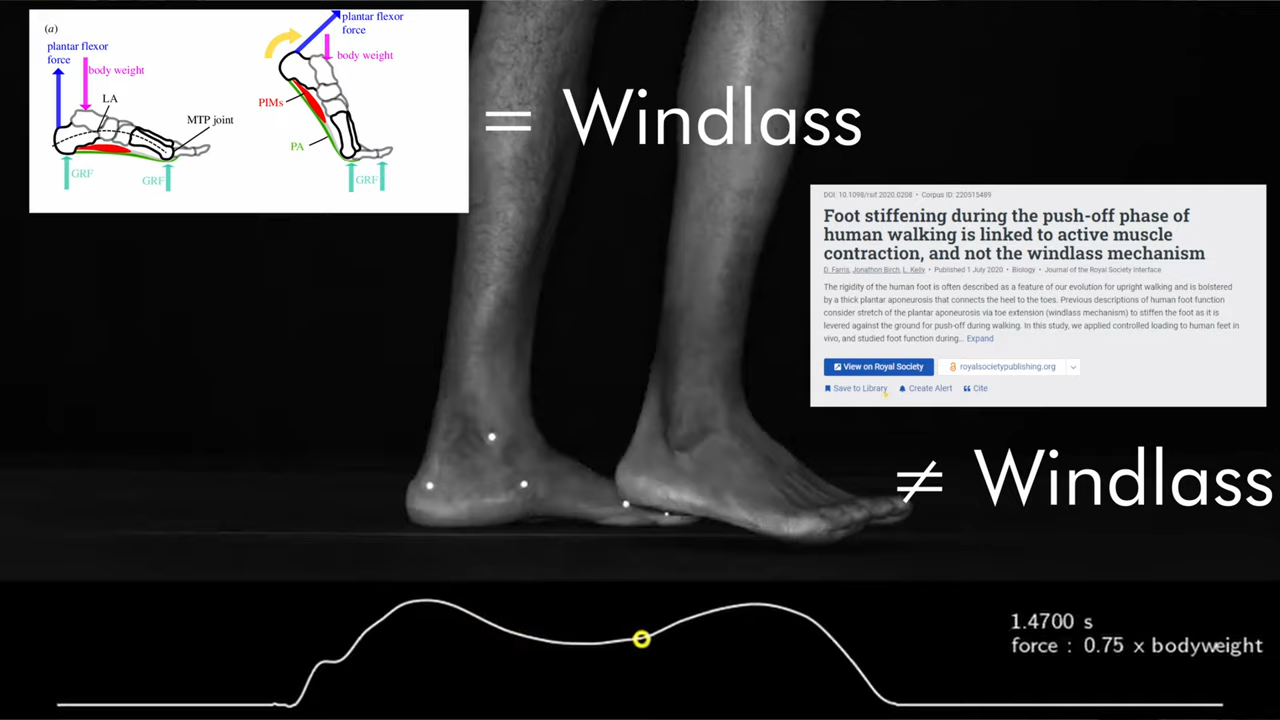 (a)
plantar flexor
force
body weight
LA
MTP joint
GRF
GRF
plantar flexor
force
body weight
PIMs
PA
GRF
= Windlass
DOI: 10.1098/rsif.2020.0208 • Corpus ID: 220515489
Foot stiffening during the push-off phase of
human walking is linked to active muscle
contraction, and not the windlass mechanism
D. Farris, Jonathon Birch, L. Kelly • Published 1 July 2020 • Biology • Journal of the Royal Society Interface
The rigidity of the human foot is often described as a feature of our evolution for upright walking and is bolstered
by a thick plantar aponeurosis that connects the heel to the toes. Previous descriptions of human foot function
consider stretch of the plantar aponeurosis via toe extension (windlass mechanism) to stiffen the foot as it is
levered against the ground for push-off during walking. In this study, we applied controlled loading to human feet in
vivo, and studied foot function during... Expand
View on Royal Society
royalsocietypublishing.org
Save to Library
Create Alert
Cite
≠ Windlass
1.4700 s
force : 0.75 x bodyweight